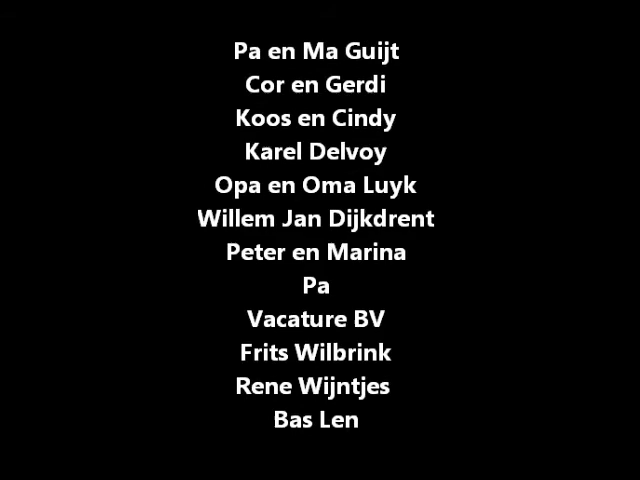 Pa en Ma Guijt
Cor en Gerdi
Koos en Cindy
Karel Delvoy
Opa en Oma Luyk
Willem Jan Dijkdrent
Peter en Marina
Pa
Vacature BV
Frits Wilbrink
Rene Wijntjes
Bas Len